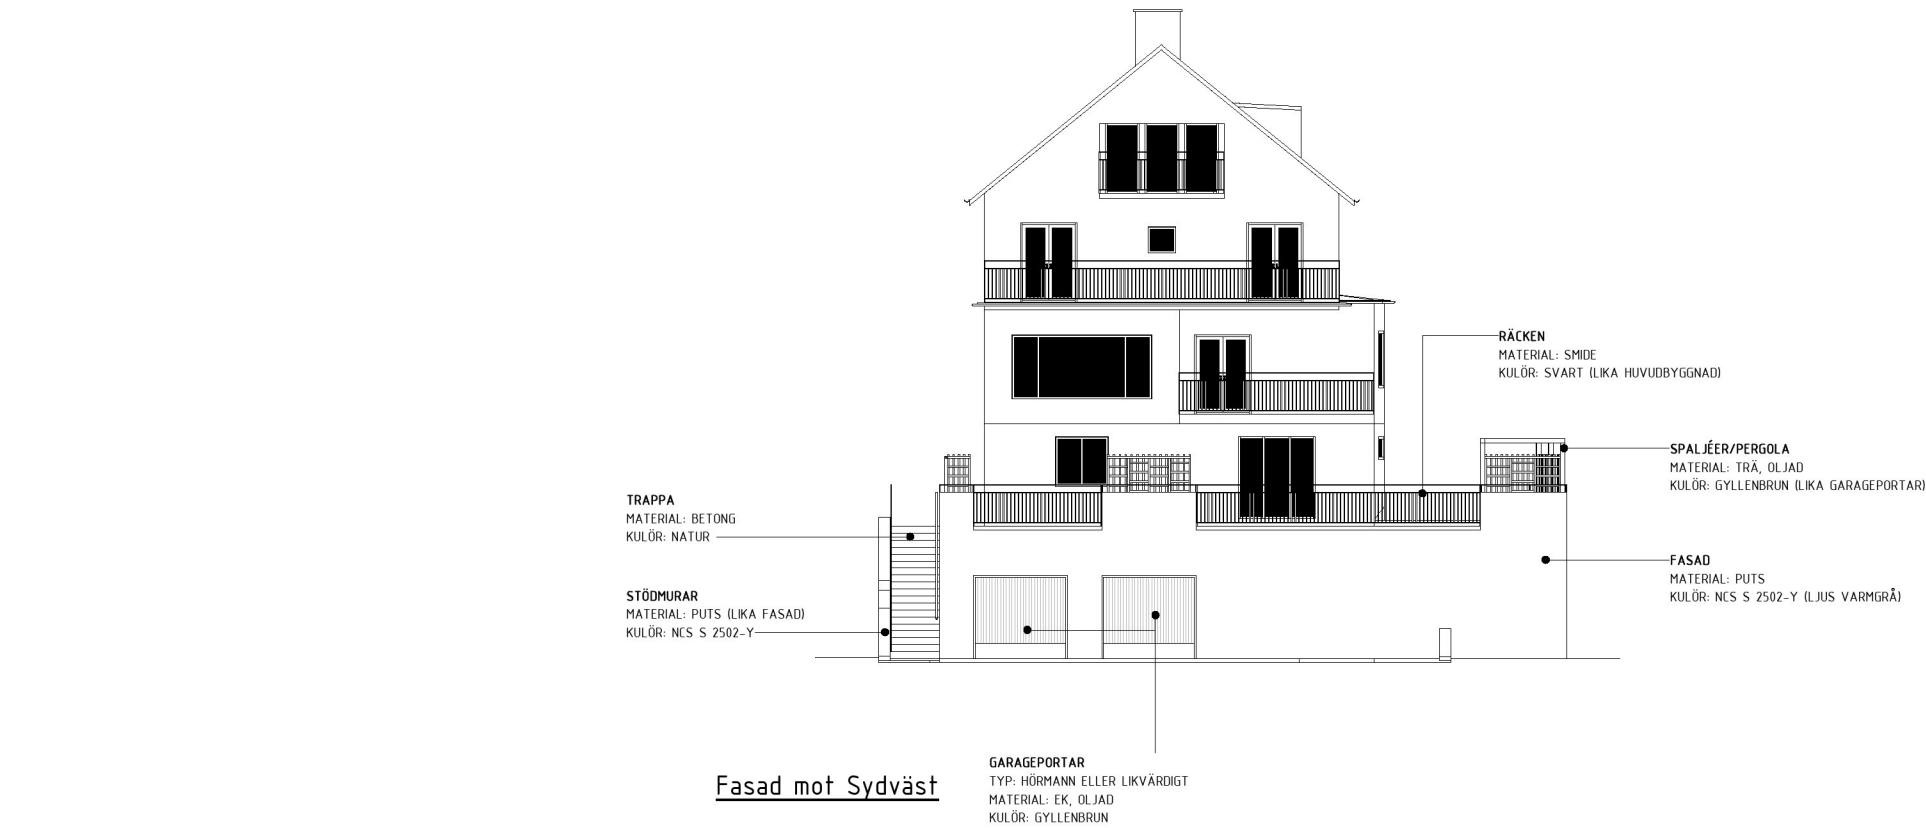 RÄCKEN
MATERIAL: SMIDE
KULÖR: SVART (LIKA HUVUDBYGGNAD)
SPALJÉER/PERGOLA
MATERIAL: TRÄ, OLJAD
KULÖR: GYLLENBRUN (LIKA GARAGEPORTAR)
TRAPPA
MATERIAL: BETONG
KULÖR: NATUR
FASAD
MATERIAL: PUTS
KULÖR: NCS S 2502-Y (LJUS VARMGRÅ)
STÖDMURAR
MATERIAL: PUTS (LIKA FASAD)
KULÖR: NCS S 2502-Y
GARAGEPORTAR
TYP: HÖRMANN ELLER LIKVÄRDIGT
MATERIAL: EK, OLJAD
KULÖR: GYLLENBRUN
Fasad mot Sydväst